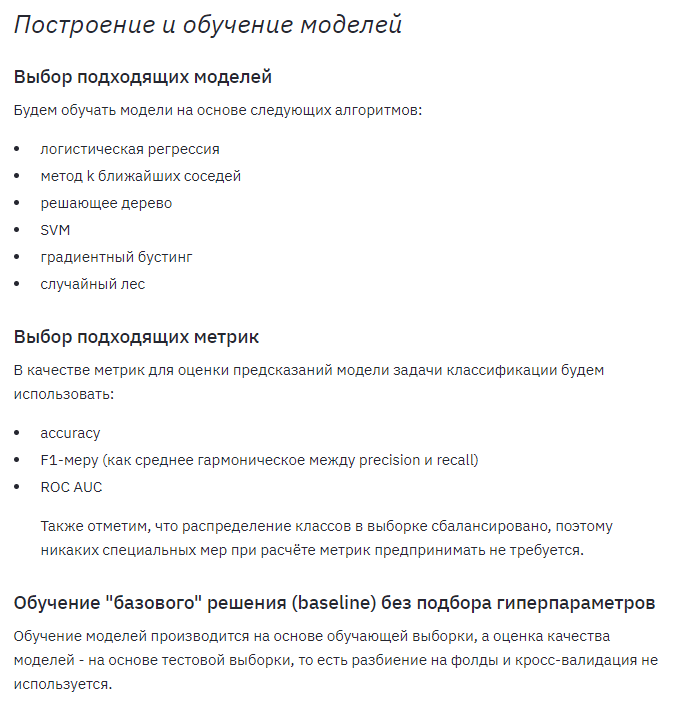 Построение и обучение моделей
Выбор подходящих моделей
Будем обучать модели на основе следующих алгоритмов:
• логистическая регрессия
• метод k ближайших соседей
• решающее дерево
• SVM
• градиентный бустинг
• случайный лес
Выбор подходящих метрик
В качестве метрик для оценки предсказаний модели задачи классификации будем
использовать:
• accuracy
• F1-меру (как среднее гармоническое между precision и recall)
• ROC AUC
Также отметим, что распределение классов в выборке сбалансировано, поэтому
никаких специальных мер при расчёте метрик предпринимать не требуется.
Обучение "базового" решения (baseline) без подбора гиперпараметров
Обучение моделей производится на основе обучающей выборки, а оценка качества
моделей - на основе тестовой выборки, то есть разбиение на фолды и кросс-валидация не
используется.